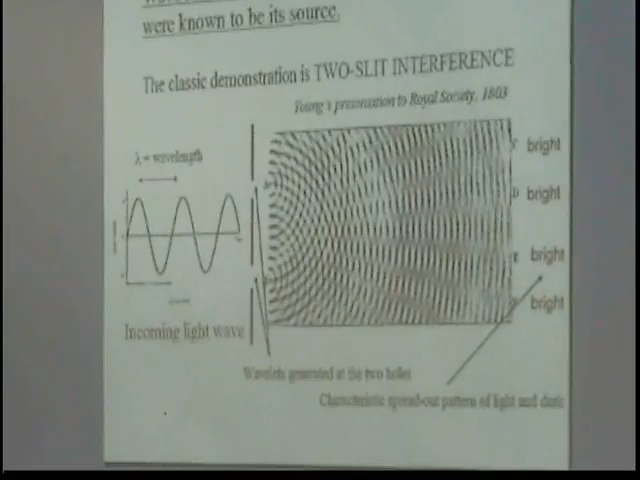 were known to be its source.
The classic demonstration is TWO-SLIT INTERFERENCE
Young's presentation to Royal Society, 1803
λ = wavelength
bright
bright
bright
bright
Incoming light wave
Wavelets generated at the two holes
Characteristic spread-out pattern of light and dark